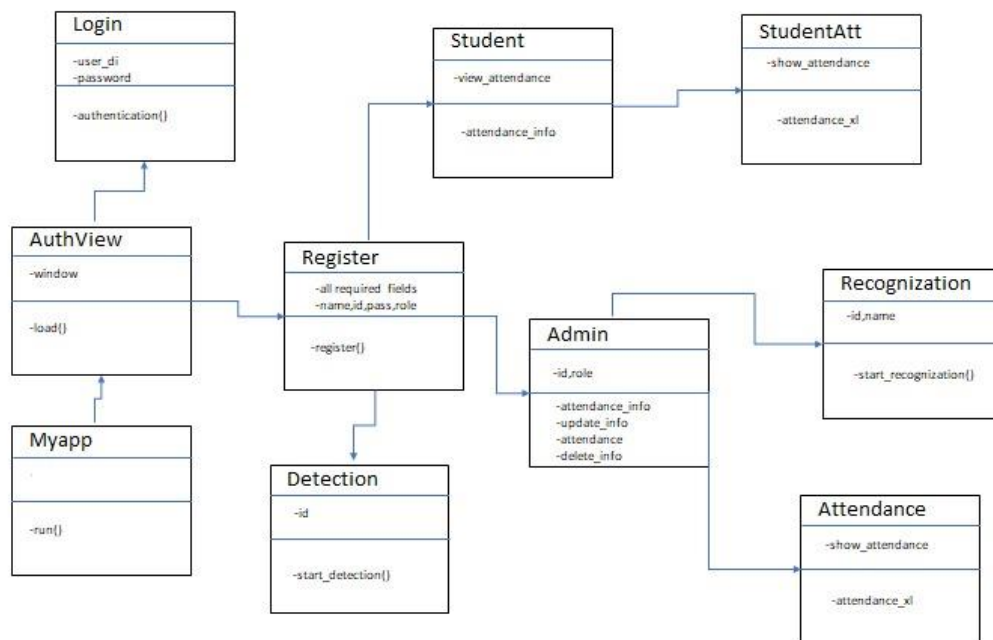 Login
-user_di
-password
-authentication()
Student
-view_attendance
-attendance_info
StudentAtt
-show_attendance
-attendance_xl
AuthView
-window
-load()
Register
-all required fields
-name,id,pass,role
-register()
Recognization
-id,name
-start_recognization()
Admin
-id,role
-attendance_info
-update_info
-attendance
-delete_info
Myapp
-run()
Detection
-id
-start_detection()
Attendance
-show_attendance
-attendance_xl